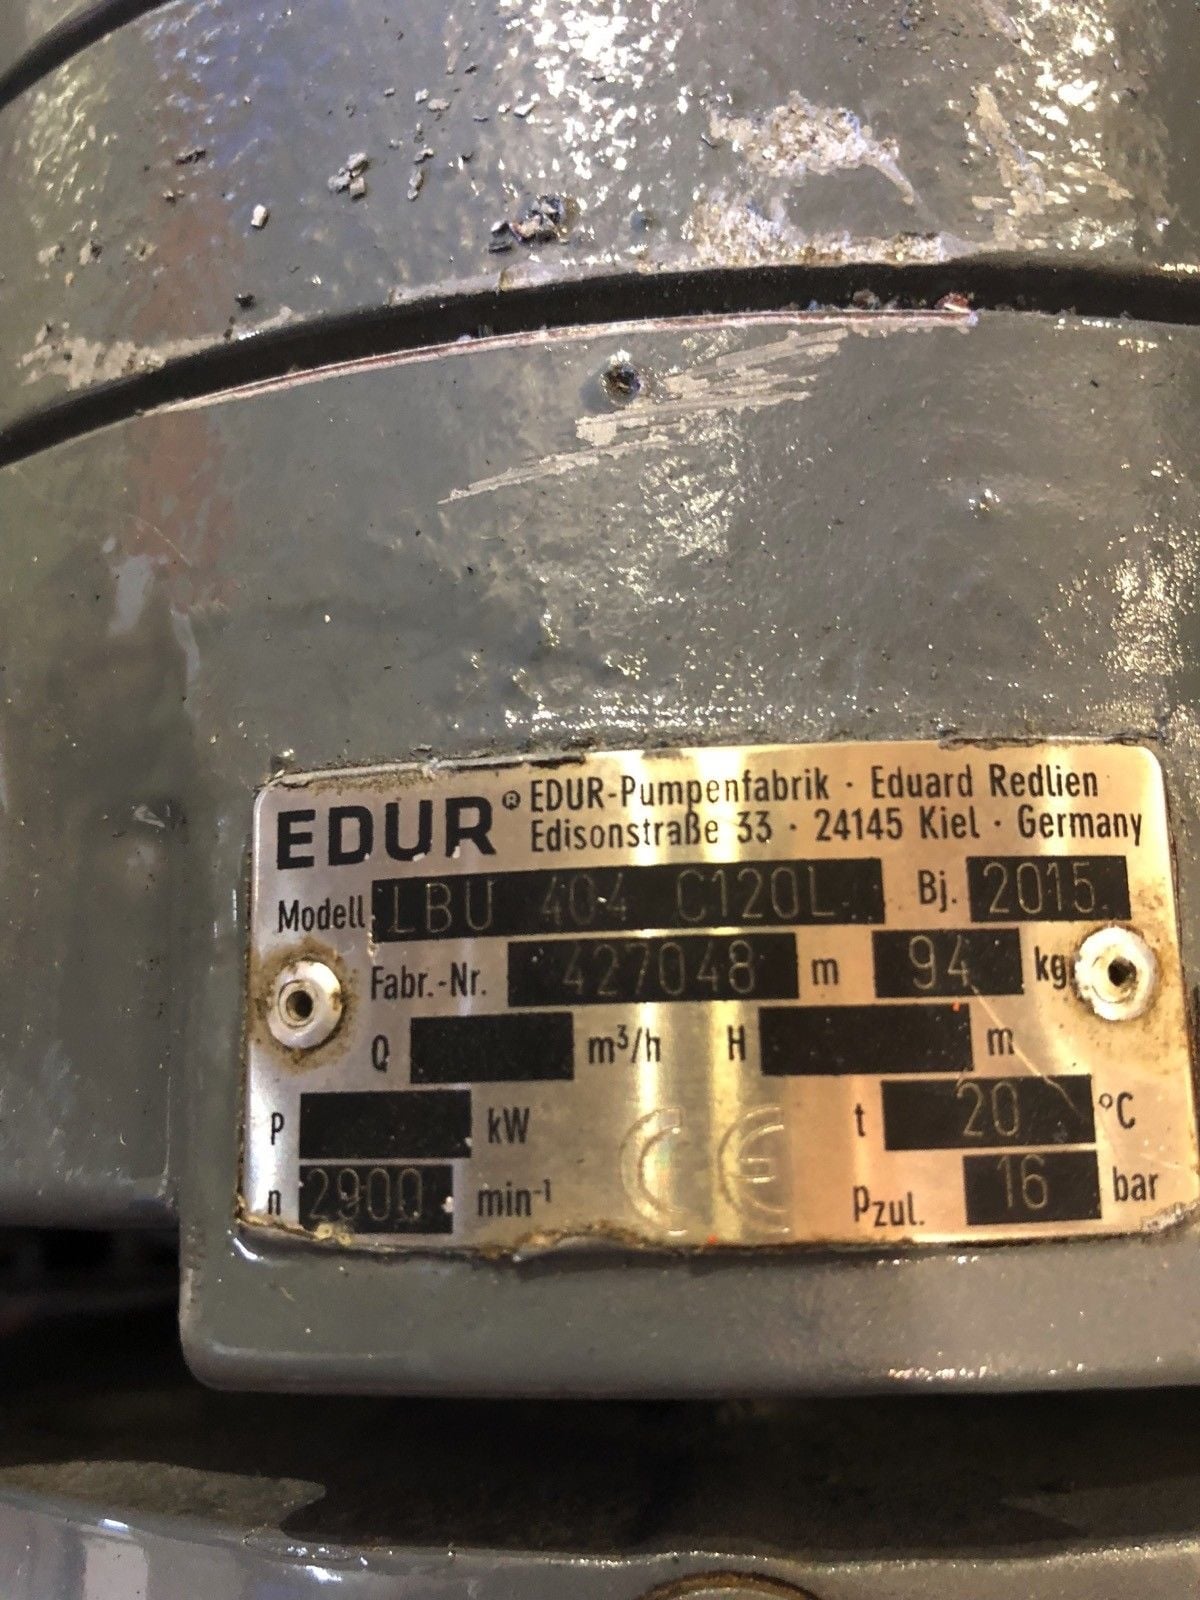 EDUR® EDUR-Pumpenfabrik · Eduard Redlien
Edisonstraße 33 · 24145 Kiel · Germany
Modell LBU 404 C120L Bj. 2015
Fabr.-Nr. 427048 m 94 kg
Q m³/h H m
P kW t 20 °C
n 2900 min⁻¹ CE Pzul. 16 bar